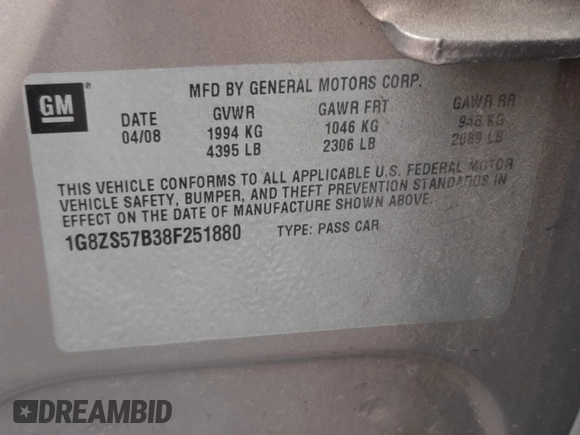 GM
®
MFD BY GENERAL MOTORS CORP.
DATE GVWR GAWR FRT GAWR RR
04/08 1994 KG 1046 KG 948 KG
4395 LB 2306 LB 2089 LB
THIS VEHICLE CONFORMS TO ALL APPLICABLE U.S. FEDERAL MOTOR
VEHICLE SAFETY, BUMPER, AND THEFT PREVENTION STANDARDS IN
EFFECT ON THE DATE OF MANUFACTURE SHOWN ABOVE.
1G8ZS57B38F251880 TYPE: PASS CAR
DREAMBID